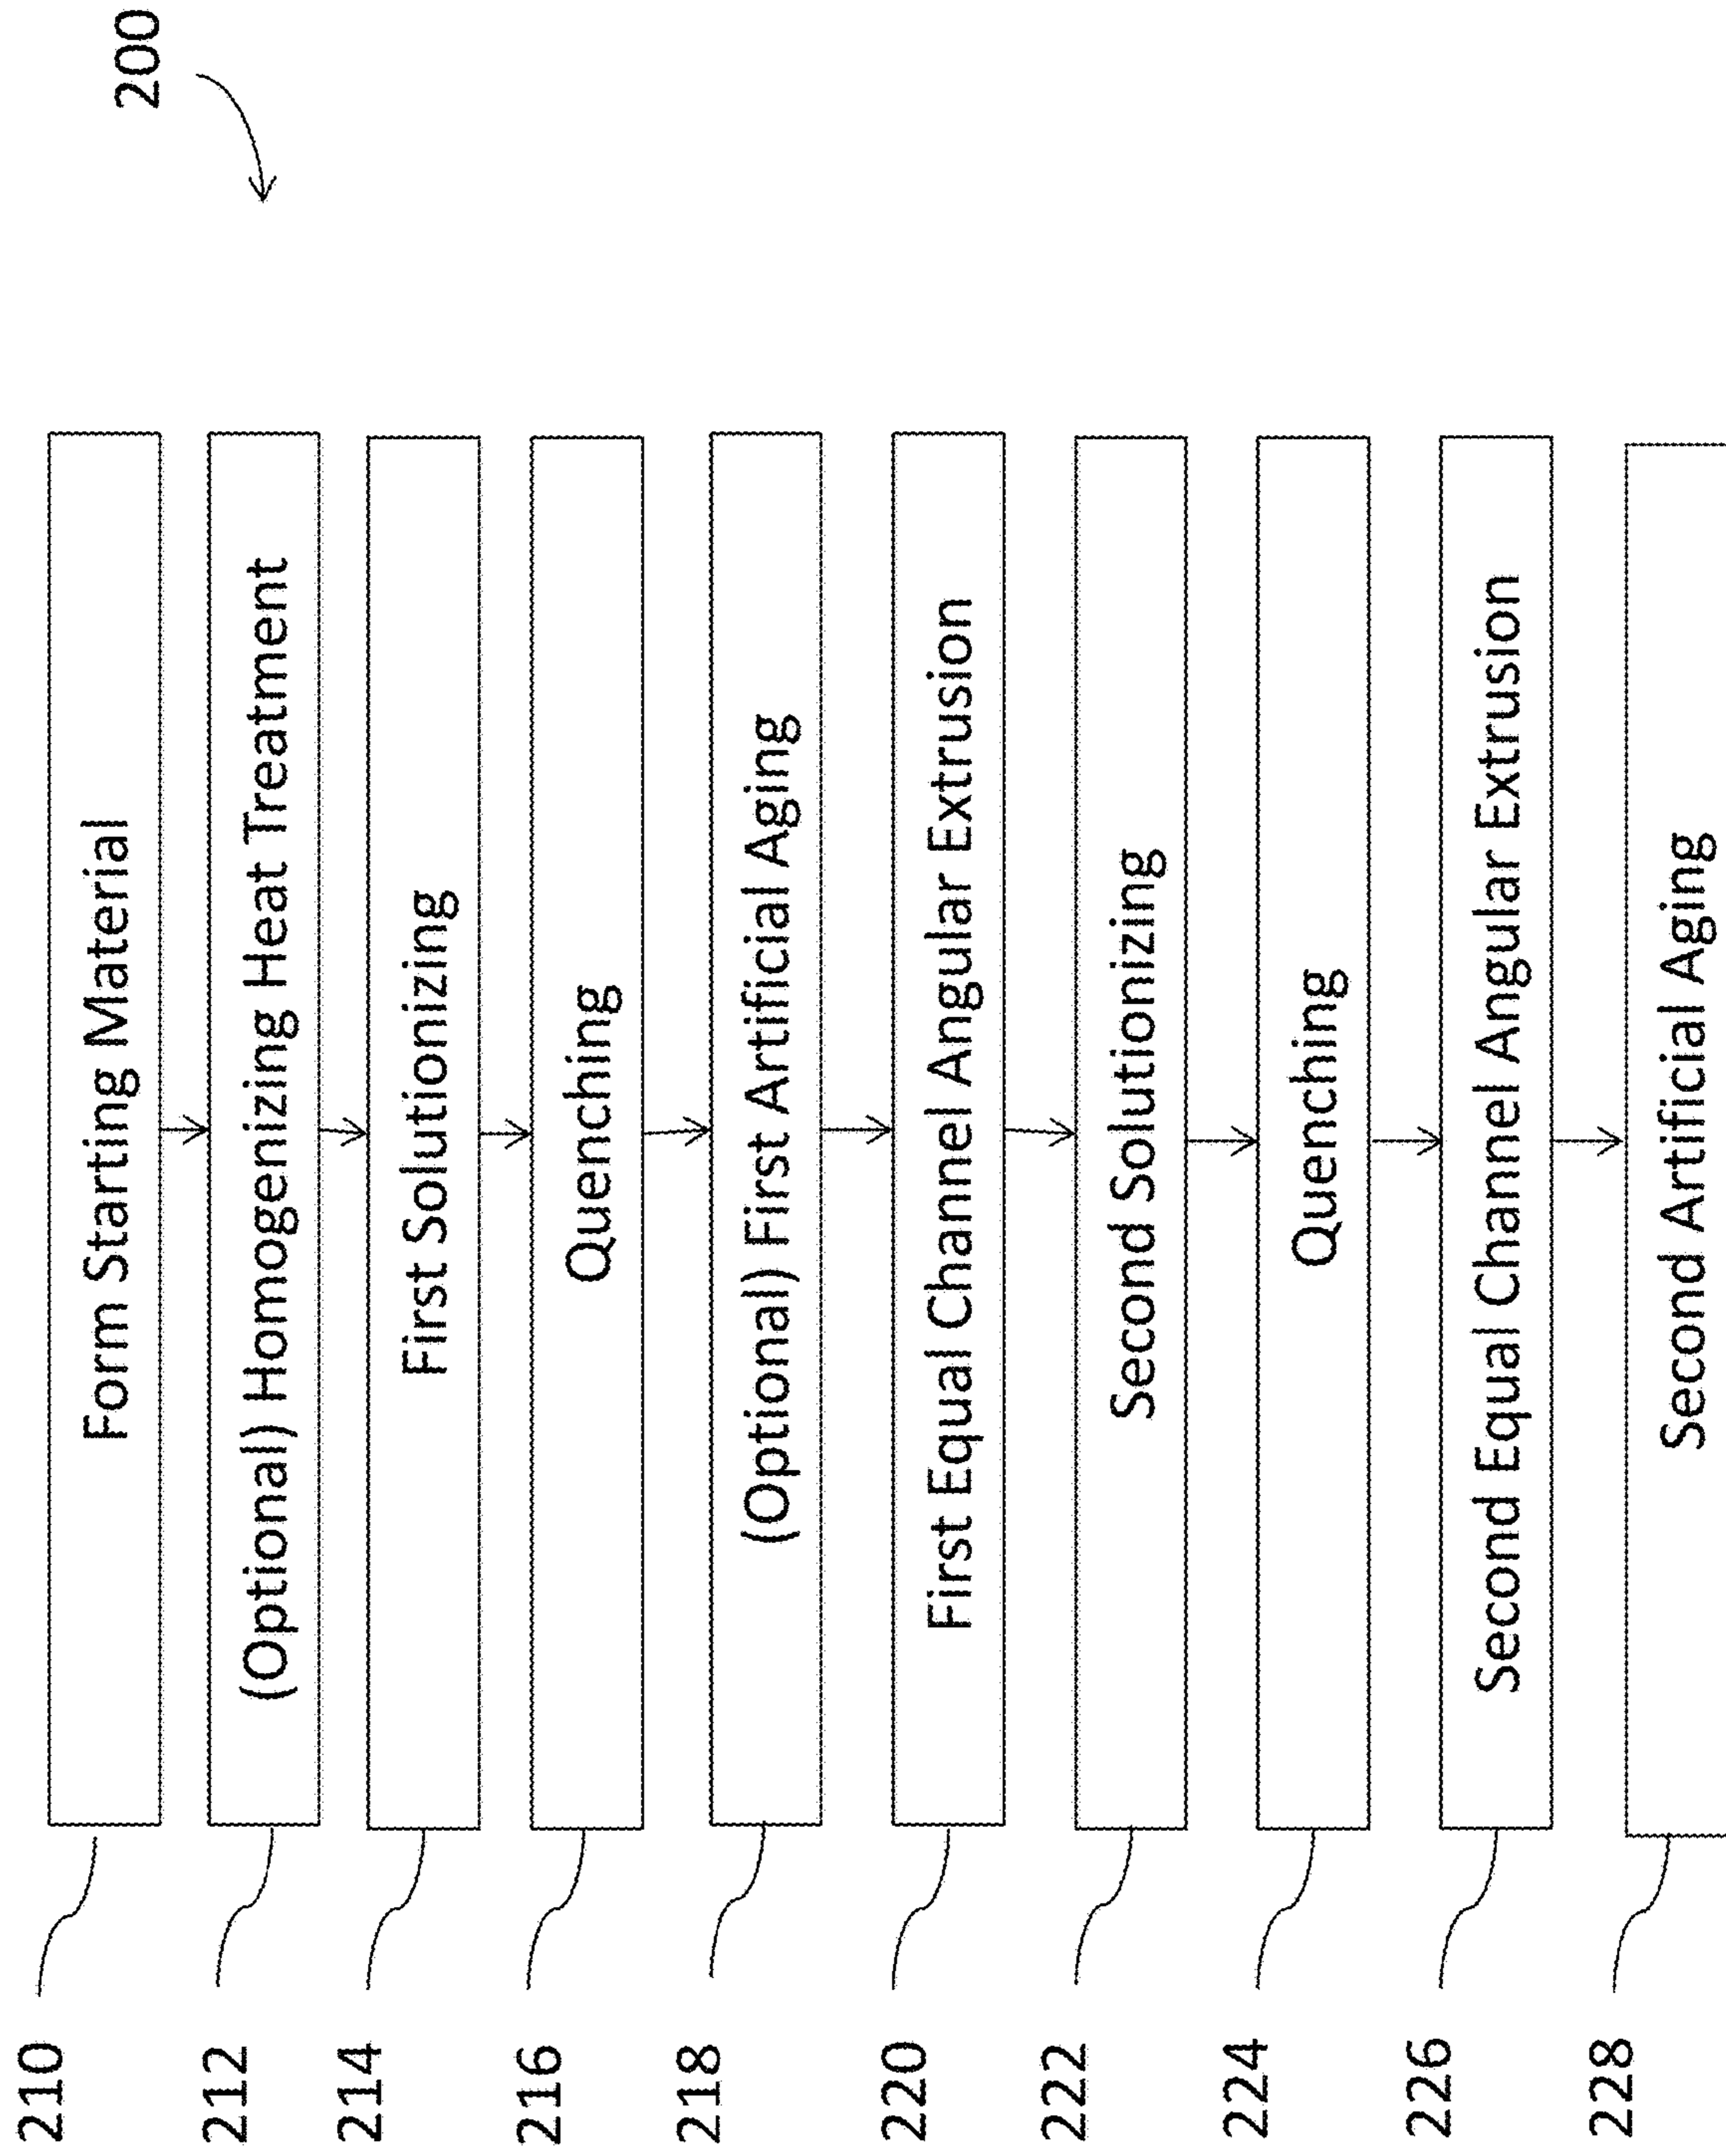 200
210 Form Starting Material
212 (Optional) Homogenizing Heat Treatment
214 First Solutionizing
216 Quenching
218 (Optional) First Artificial Aging
220 First Equal Channel Angular Extrusion
222 Second Solutionizing
224 Quenching
226 Second Equal Channel Angular Extrusion
228 Second Artificial Aging